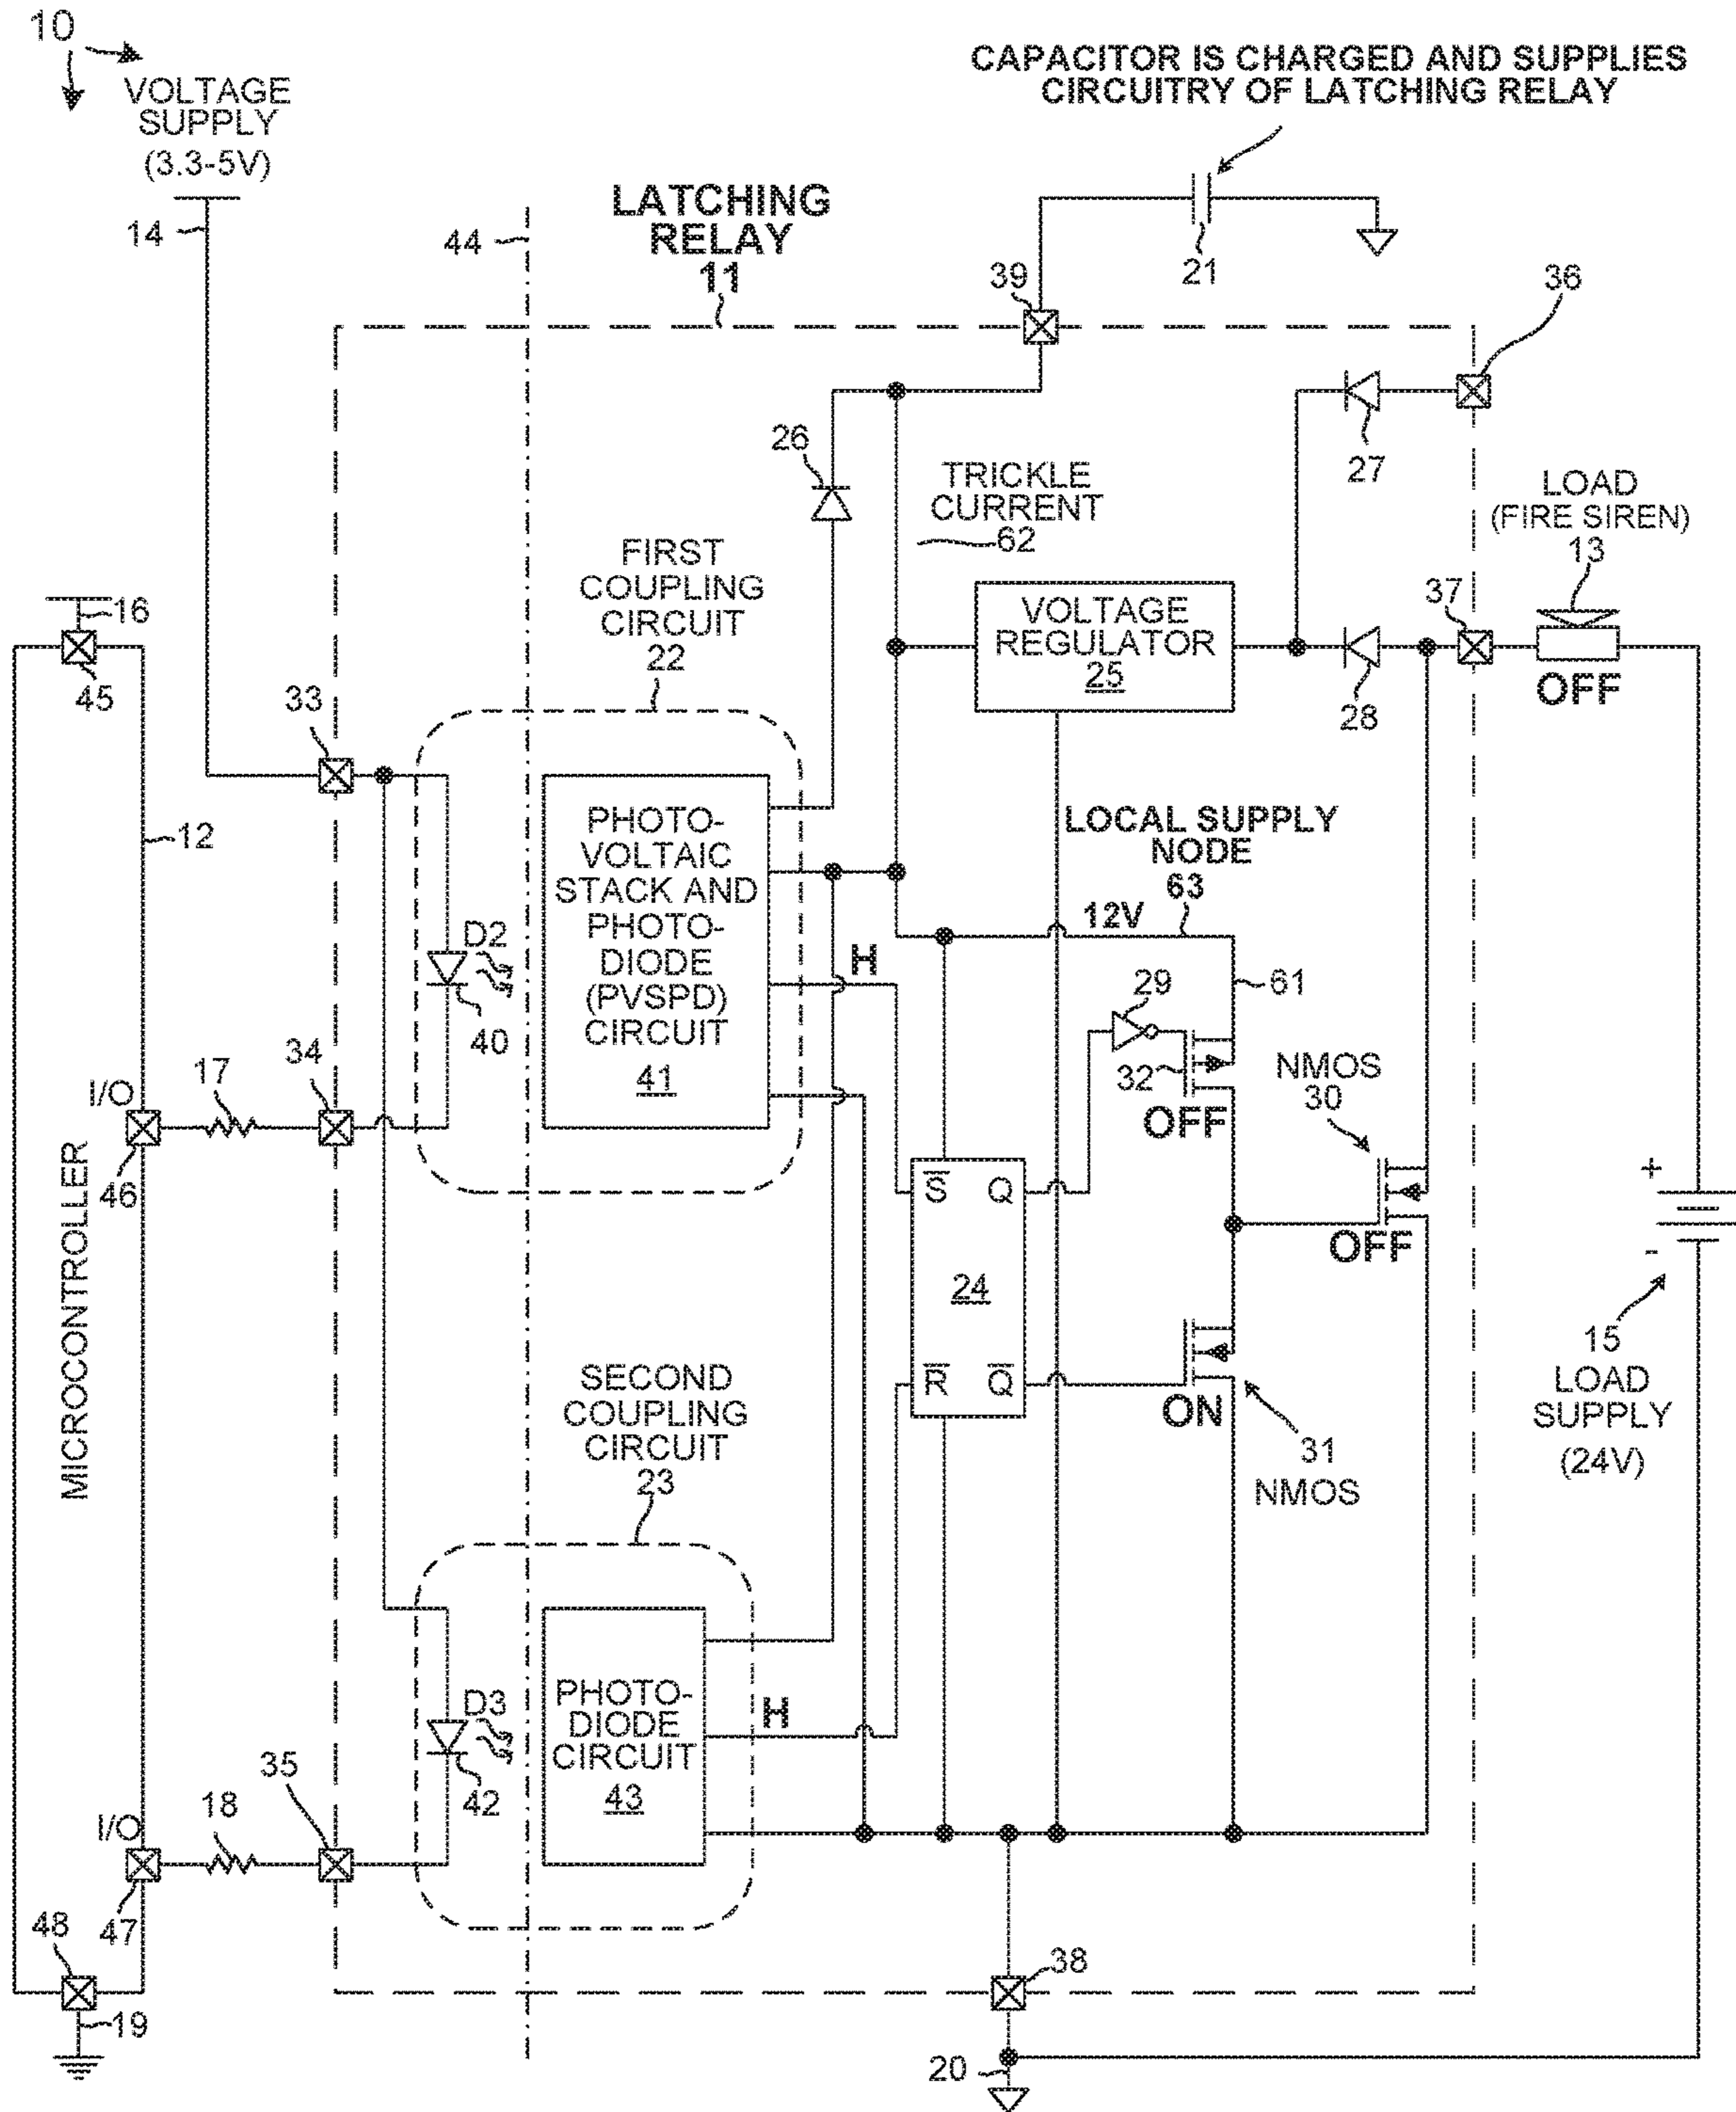 10
VOLTAGE
SUPPLY
(3.3-5V)
14
44
LATCHING
RELAY
11
CAPACITOR IS CHARGED AND SUPPLIES
CIRCUITRY OF LATCHING RELAY
21
39
36
26
TRICKLE
CURRENT
62
27
LOAD
(FIRE SIREN)
13
FIRST
COUPLING
CIRCUIT
22
16
45
33
VOLTAGE
REGULATOR
25
28
37
OFF
12
PHOTO-
VOLTAIC
STACK AND
PHOTO-
DIODE
(PVSPD)
CIRCUIT
41
LOCAL SUPPLY
NODE
63
12V
D2
40
H
29
61
32
OFF
NMOS
30
I/O
17
34
46
S̅
Q
24
R̅
Q̅
OFF
+
-
15
LOAD
SUPPLY
(24V)
MICROCONTROLLER
SECOND
COUPLING
CIRCUIT
23
ON
31
NMOS
D3
42
PHOTO-
DIODE
CIRCUIT
43
H
35
18
I/O
47
48
19
38
20